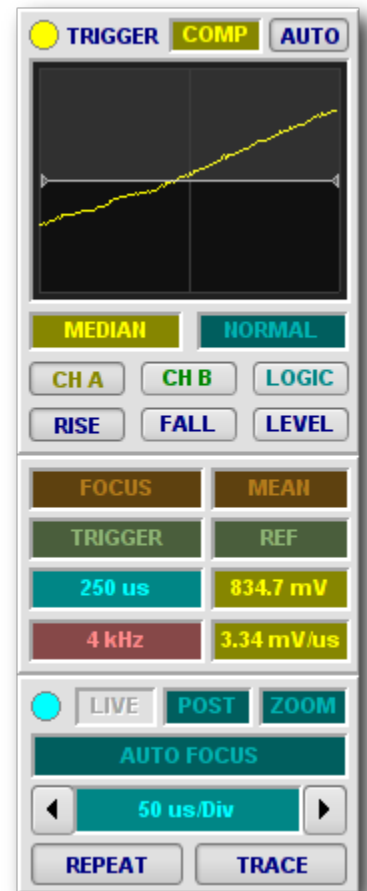 TRIGGER COMP AUTO
MEDIAN NORMAL
CH A CH B LOGIC
RISE FALL LEVEL
FOCUS MEAN
TRIGGER REF
250 us 834.7 mV
4 kHz 3.34 mV/us
LIVE POST ZOOM
AUTO FOCUS
50 us/Div
REPEAT TRACE